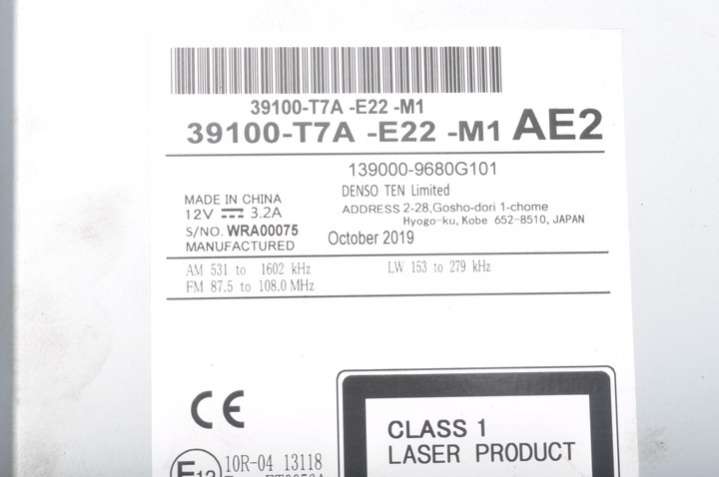 39100-T7A -E22 -M1
39100-T7A -E22 -M1 AE2
139000-9680G101
MADE IN CHINA
12V ⎓ 3.2A
S/NO. WRA00075
MANUFACTURED
DENSO TEN Limited
ADDRESS 2-28,Gosho-dori 1-chome
Hyogo-ku, Kobe 652-8510, JAPAN
October 2019
AM 531 to 1602 kHz
LW 153 to 279 kHz
FM 87.5 to 108.0 MHz
CE
CLASS 1
LASER PRODUCT
E13
10R-04 13118